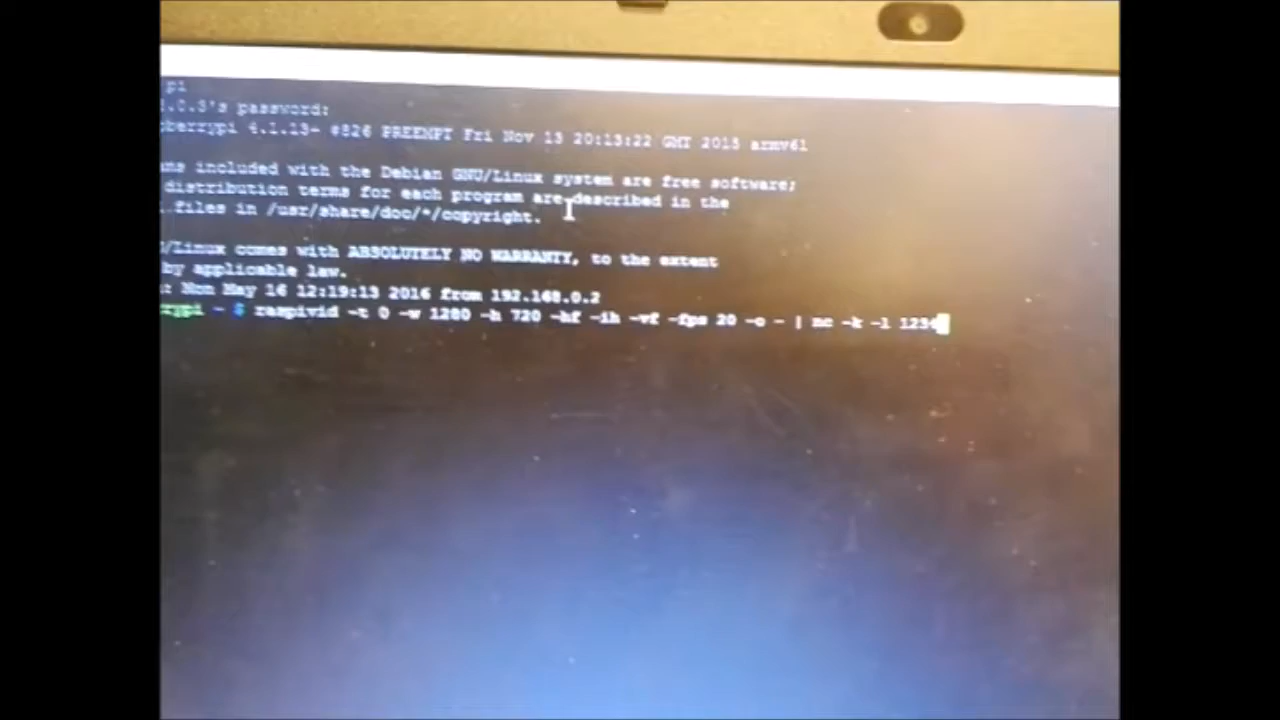 pi
.0.3's password:
berrypi 4.1.13+ #826 PREEMPT Fri Nov 13 20:13:22 GMT 2015 armv6l
ms included with the Debian GNU/Linux system are free software;
distribution terms for each program are described in the
files in /usr/share/doc/*/copyright.
/Linux comes with ABSOLUTELY NO WARRANTY, to the extent
by applicable law.
: Mon May 16 12:19:13 2016 from 192.168.0.2
rypi ~ $ raspivid -t 0 -w 1280 -h 720 -hf -ih -vf -fps 20 -o - | nc -k -l 1234